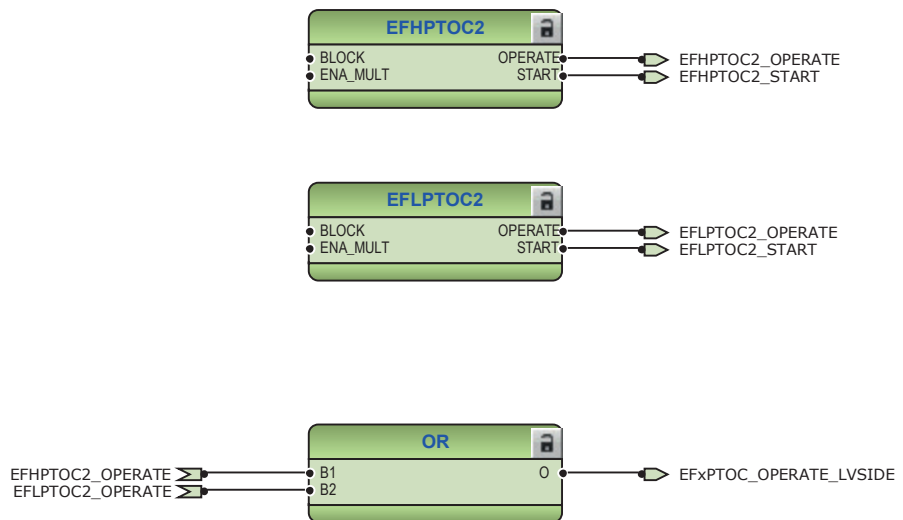 EFHPTOC2
BLOCK OPERATE EFHPTOC2_OPERATE
ENA_MULT START EFHPTOC2_START
EFLPTOC2
BLOCK OPERATE EFLPTOC2_OPERATE
ENA_MULT START EFLPTOC2_START
OR
EFHPTOC2_OPERATE B1 O EFxPTOC_OPERATE_LVSIDE
EFLPTOC2_OPERATE B2